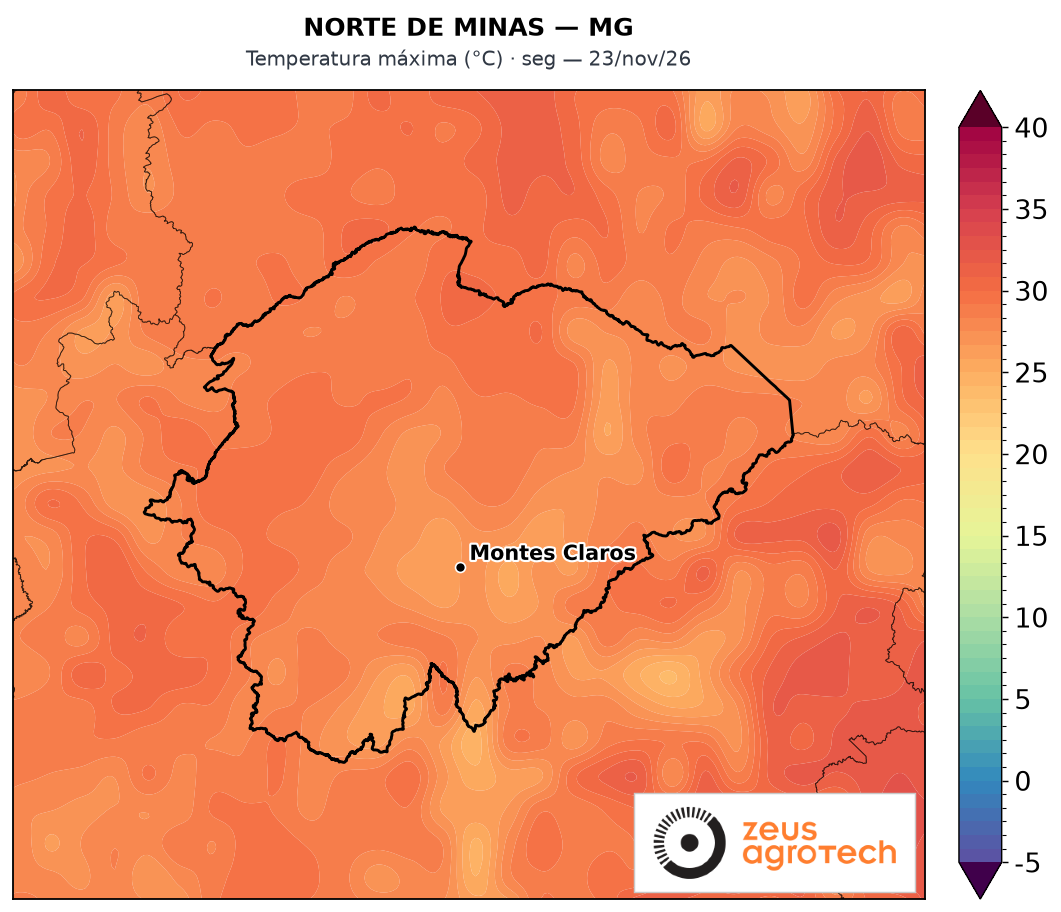 NORTE DE MINAS — MG
Temperatura máxima (°C) · seg — 23/nov/26
40
35
30
25
20
15
10
5
0
-5
Montes Claros
zeus
agrotech